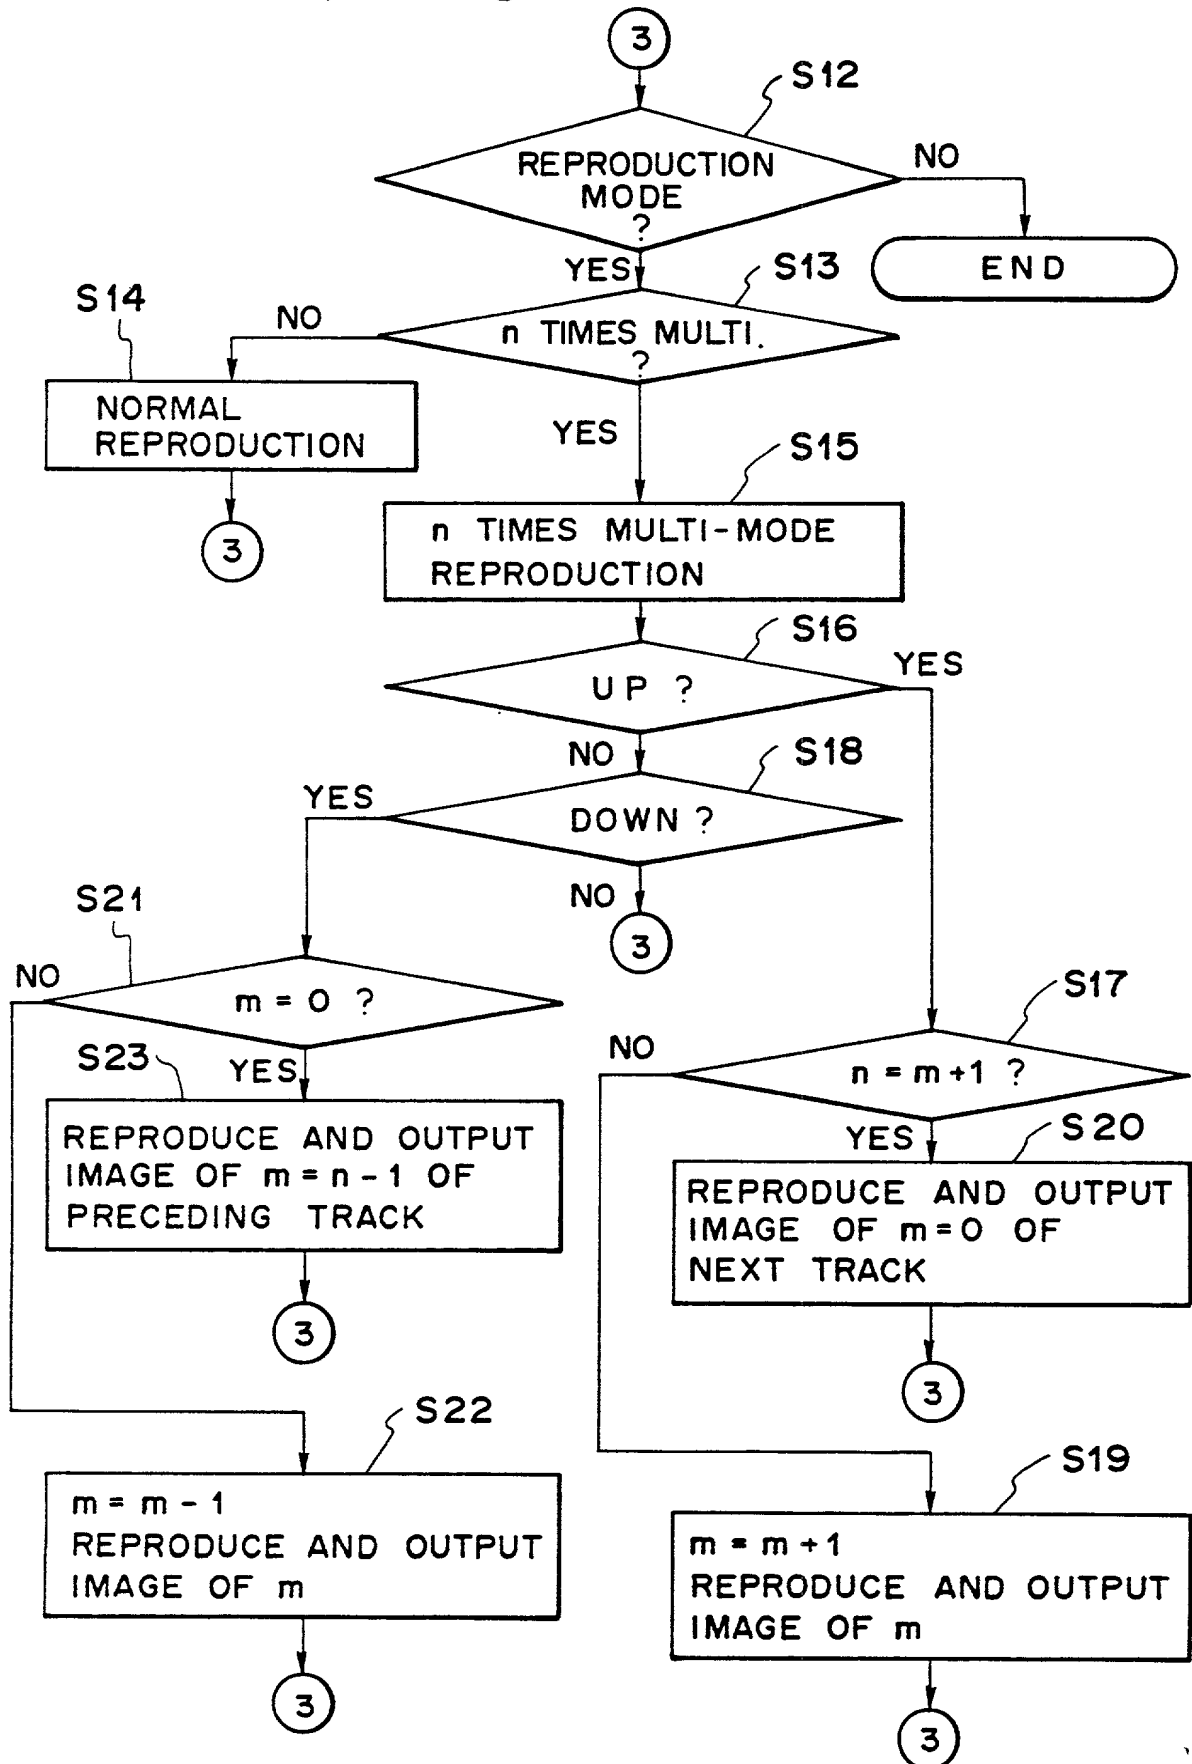 3
S12
REPRODUCTION
MODE
?
NO
END
YES
S13
n TIMES MULTI.
?
NO
S14
NORMAL
REPRODUCTION
3
YES
S15
n TIMES MULTI-MODE
REPRODUCTION
S16
UP ?
YES
NO
S18
DOWN ?
YES
NO
3
S21
m = 0 ?
NO
YES
S23
REPRODUCE AND OUTPUT
IMAGE OF m = n - 1 OF
PRECEDING TRACK
3
S22
m = m - 1
REPRODUCE AND OUTPUT
IMAGE OF m
3
S17
n = m + 1 ?
NO
YES
S20
REPRODUCE AND OUTPUT
IMAGE OF m = 0 OF
NEXT TRACK
3
S19
m = m + 1
REPRODUCE AND OUTPUT
IMAGE OF m
3